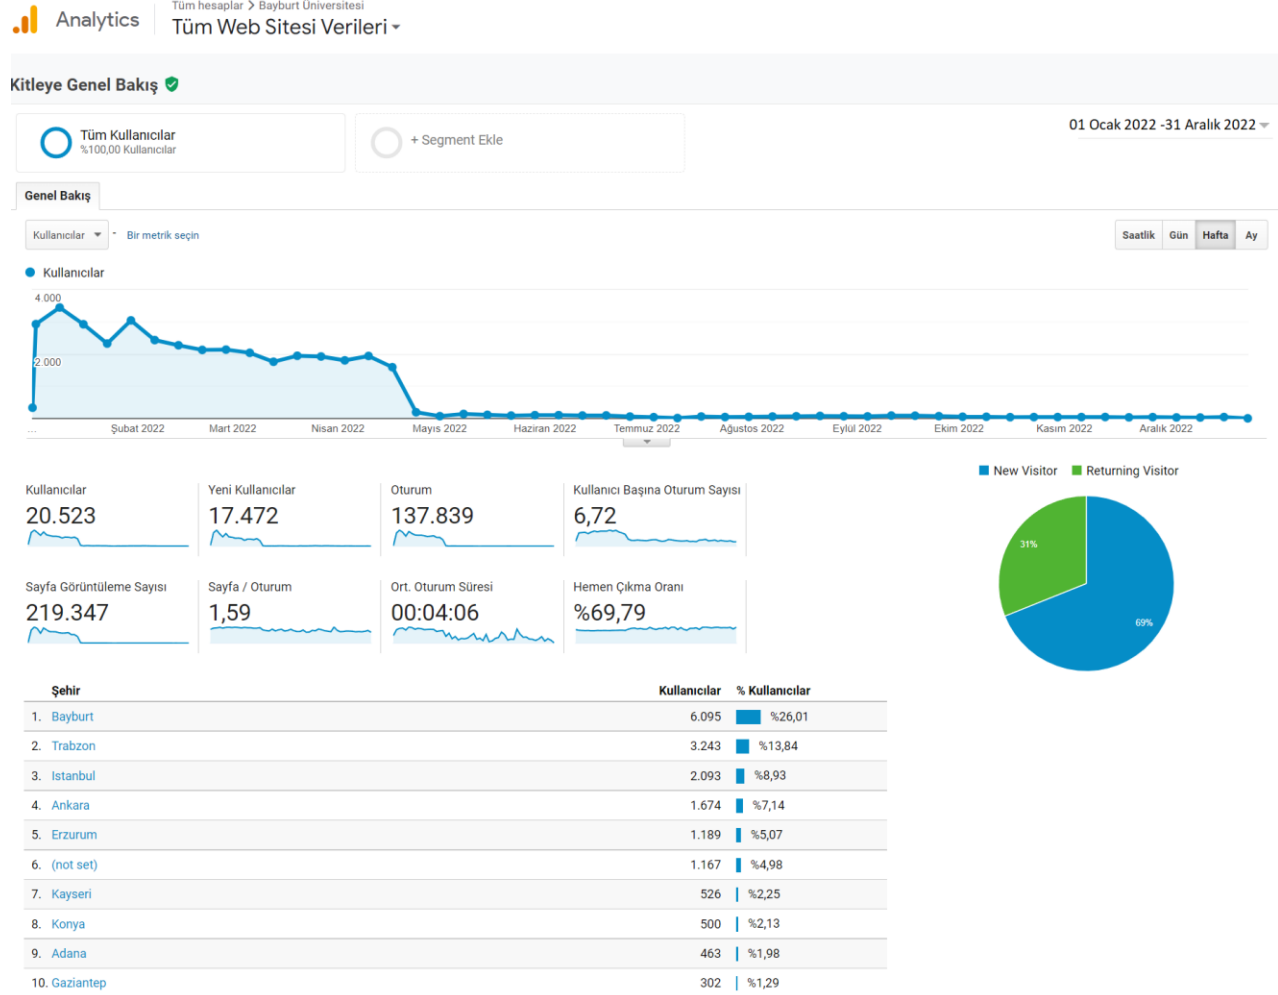 Analytics
Tüm hesaplar > Bayburt Üniversitesi
Tüm Web Sitesi Verileri
Kitleye Genel Bakış
Tüm Kullanıcılar
%100,00 Kullanıcılar
+ Segment Ekle
01 Ocak 2022 -31 Aralık 2022
Genel Bakış
Kullanıcılar
Bir metrik seçin
Saatlik Gün Hafta Ay
Kullanıcılar
4.000
2.000
... Şubat 2022 Mart 2022 Nisan 2022 Mayıs 2022 Haziran 2022 Temmuz 2022 Ağustos 2022 Eylül 2022 Ekim 2022 Kasım 2022 Aralık 2022
New Visitor Returning Visitor
Kullanıcılar Yeni Kullanıcılar Oturum Kullanıcı Başına Oturum Sayısı
20.523 17.472 137.839 6,72
Sayfa Görüntüleme Sayısı Sayfa / Oturum Ort. Oturum Süresi Hemen Çıkma Oranı
219.347 1,59 00:04:06 %69,79
31%
69%
Şehir Kullanıcılar % Kullanıcılar
1. Bayburt 6.095 %26,01
2. Trabzon 3.243 %13,84
3. Istanbul 2.093 %8,93
4. Ankara 1.674 %7,14
5. Erzurum 1.189 %5,07
6. (not set) 1.167 %4,98
7. Kayseri 526 %2,25
8. Konya 500 %2,13
9. Adana 463 %1,98
10. Gaziantep 302 %1,29